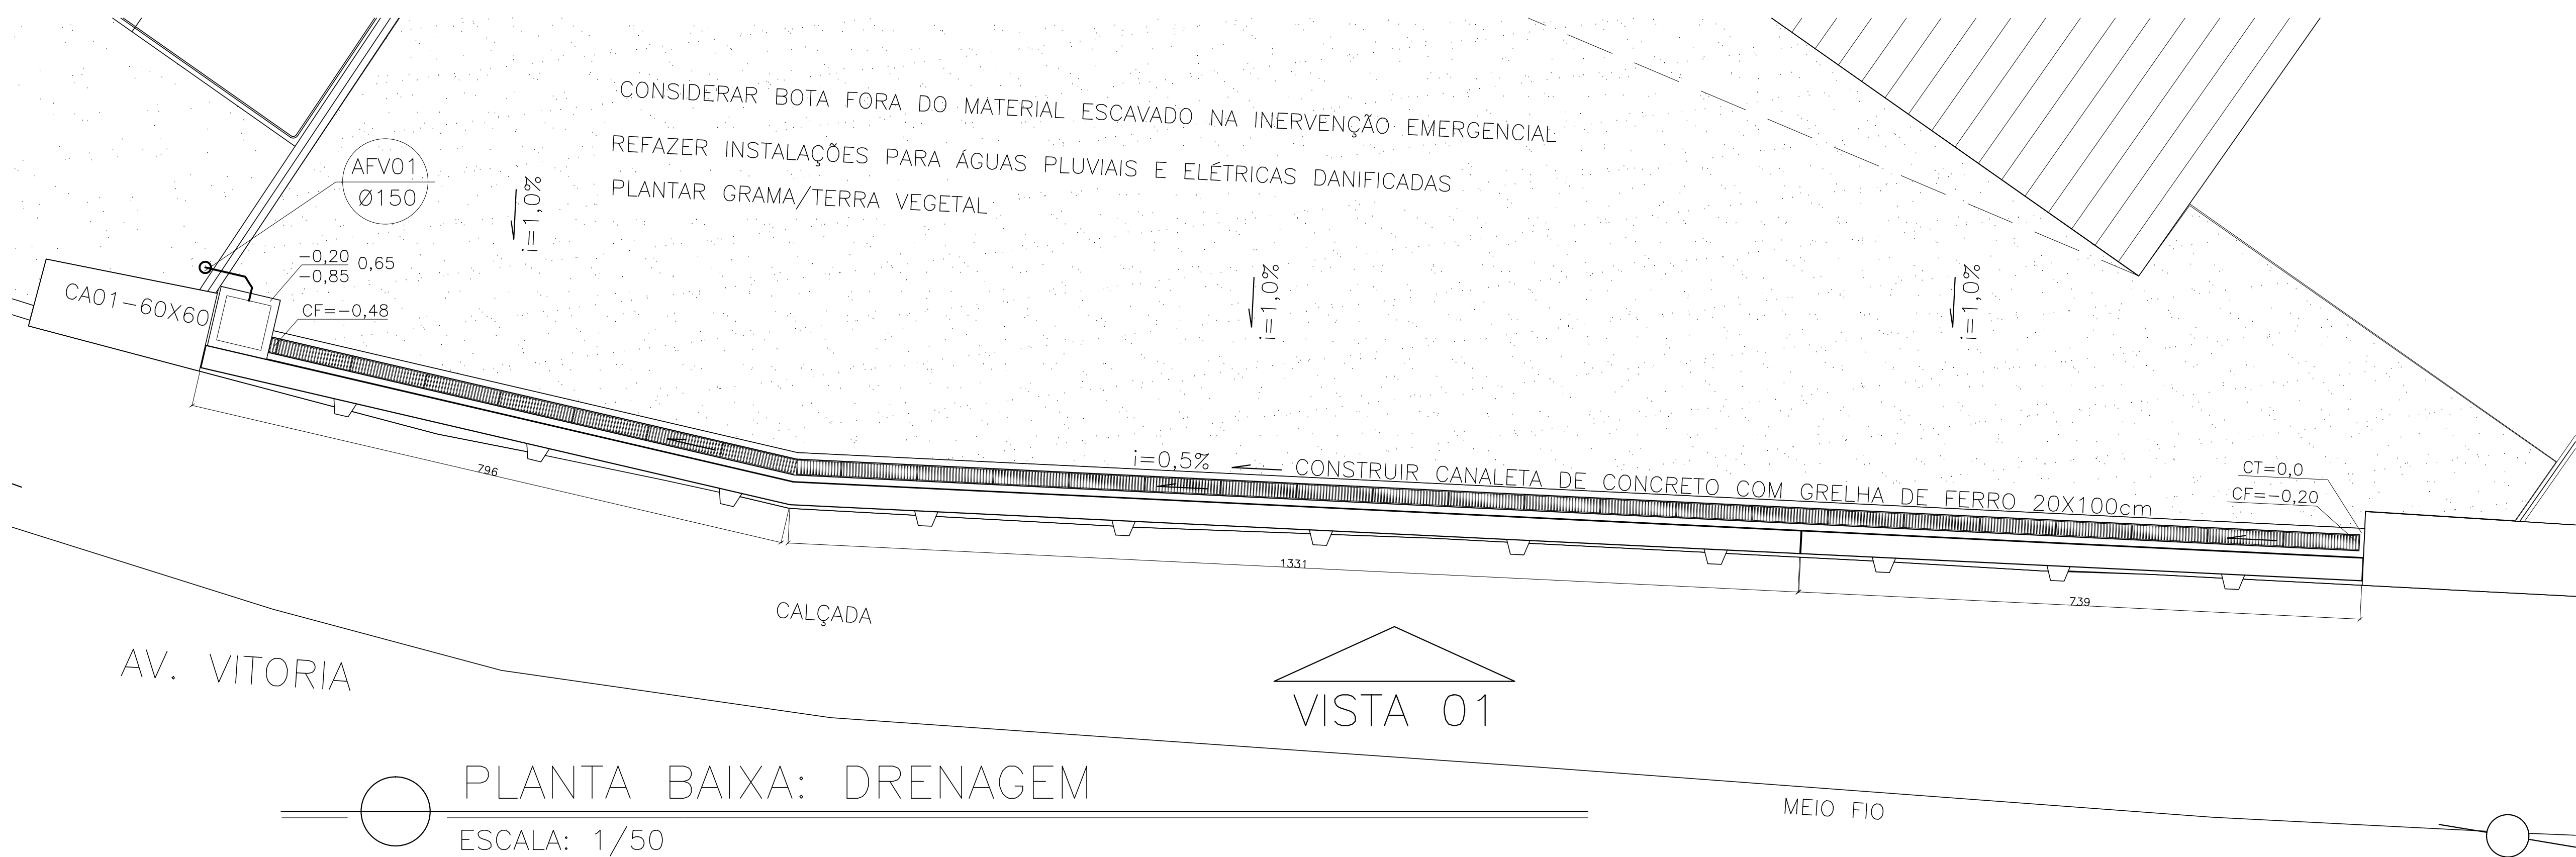 CONSIDERAR BOTA FORA DO MATERIAL ESCAVADO NA INERVENÇÃO EMERGENCIAL
REFAZER INSTALAÇÕES PARA ÁGUAS PLUVIAIS E ELÉTRICAS DANIFICADAS
PLANTAR GRAMA/TERRA VEGETAL
AFV01
Ø150
i=1,0%
i=1,0%
i=1,0%
-0,20
-0,85
0,65
CA01-60X60
CF=-0,48
i=0,5%
CONSTRUIR CANALETA DE CONCRETO COM GRELHA DE FERRO 20X100cm
CT=0,0
CF=-0,20
796
1331
739
CALÇADA
AV. VITORIA
VISTA 01
PLANTA BAIXA: DRENAGEM
ESCALA: 1/50
MEIO FIO